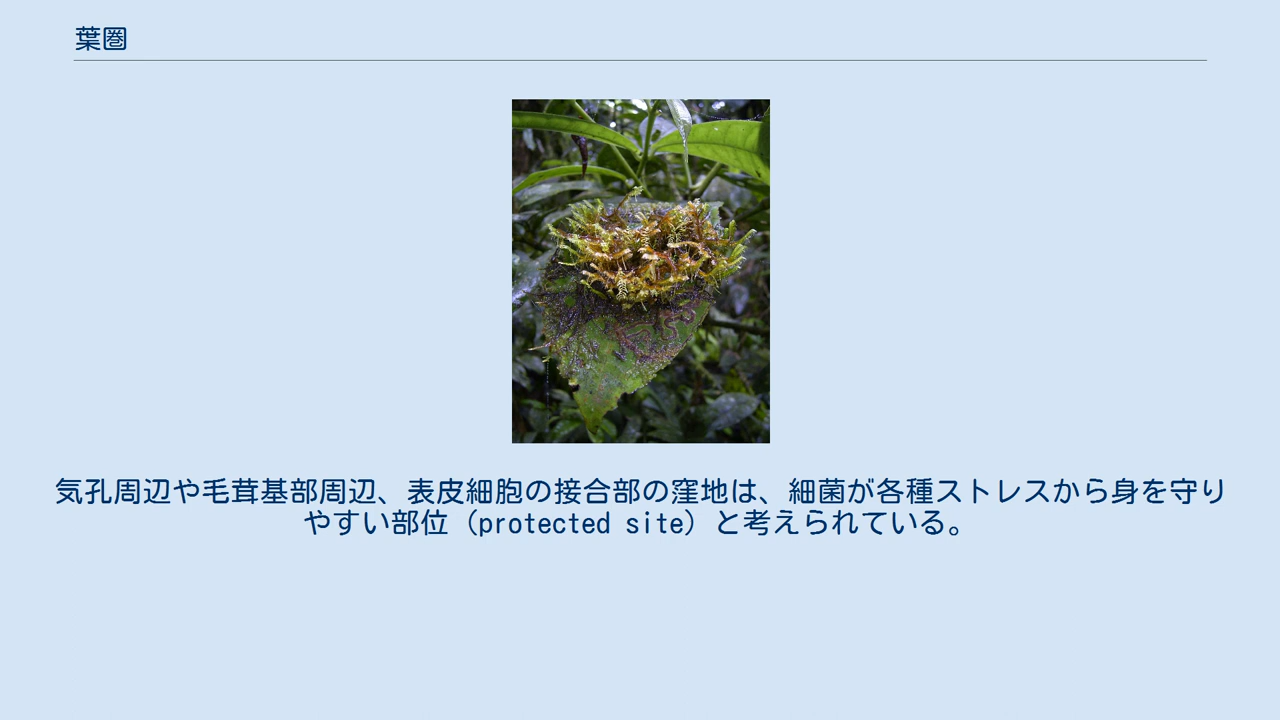 葉圏
気孔周辺や毛茸基部周辺、表皮細胞の接合部の窪地は、細菌が各種ストレスから身を守り
やすい部位（protected site）と考えられている。